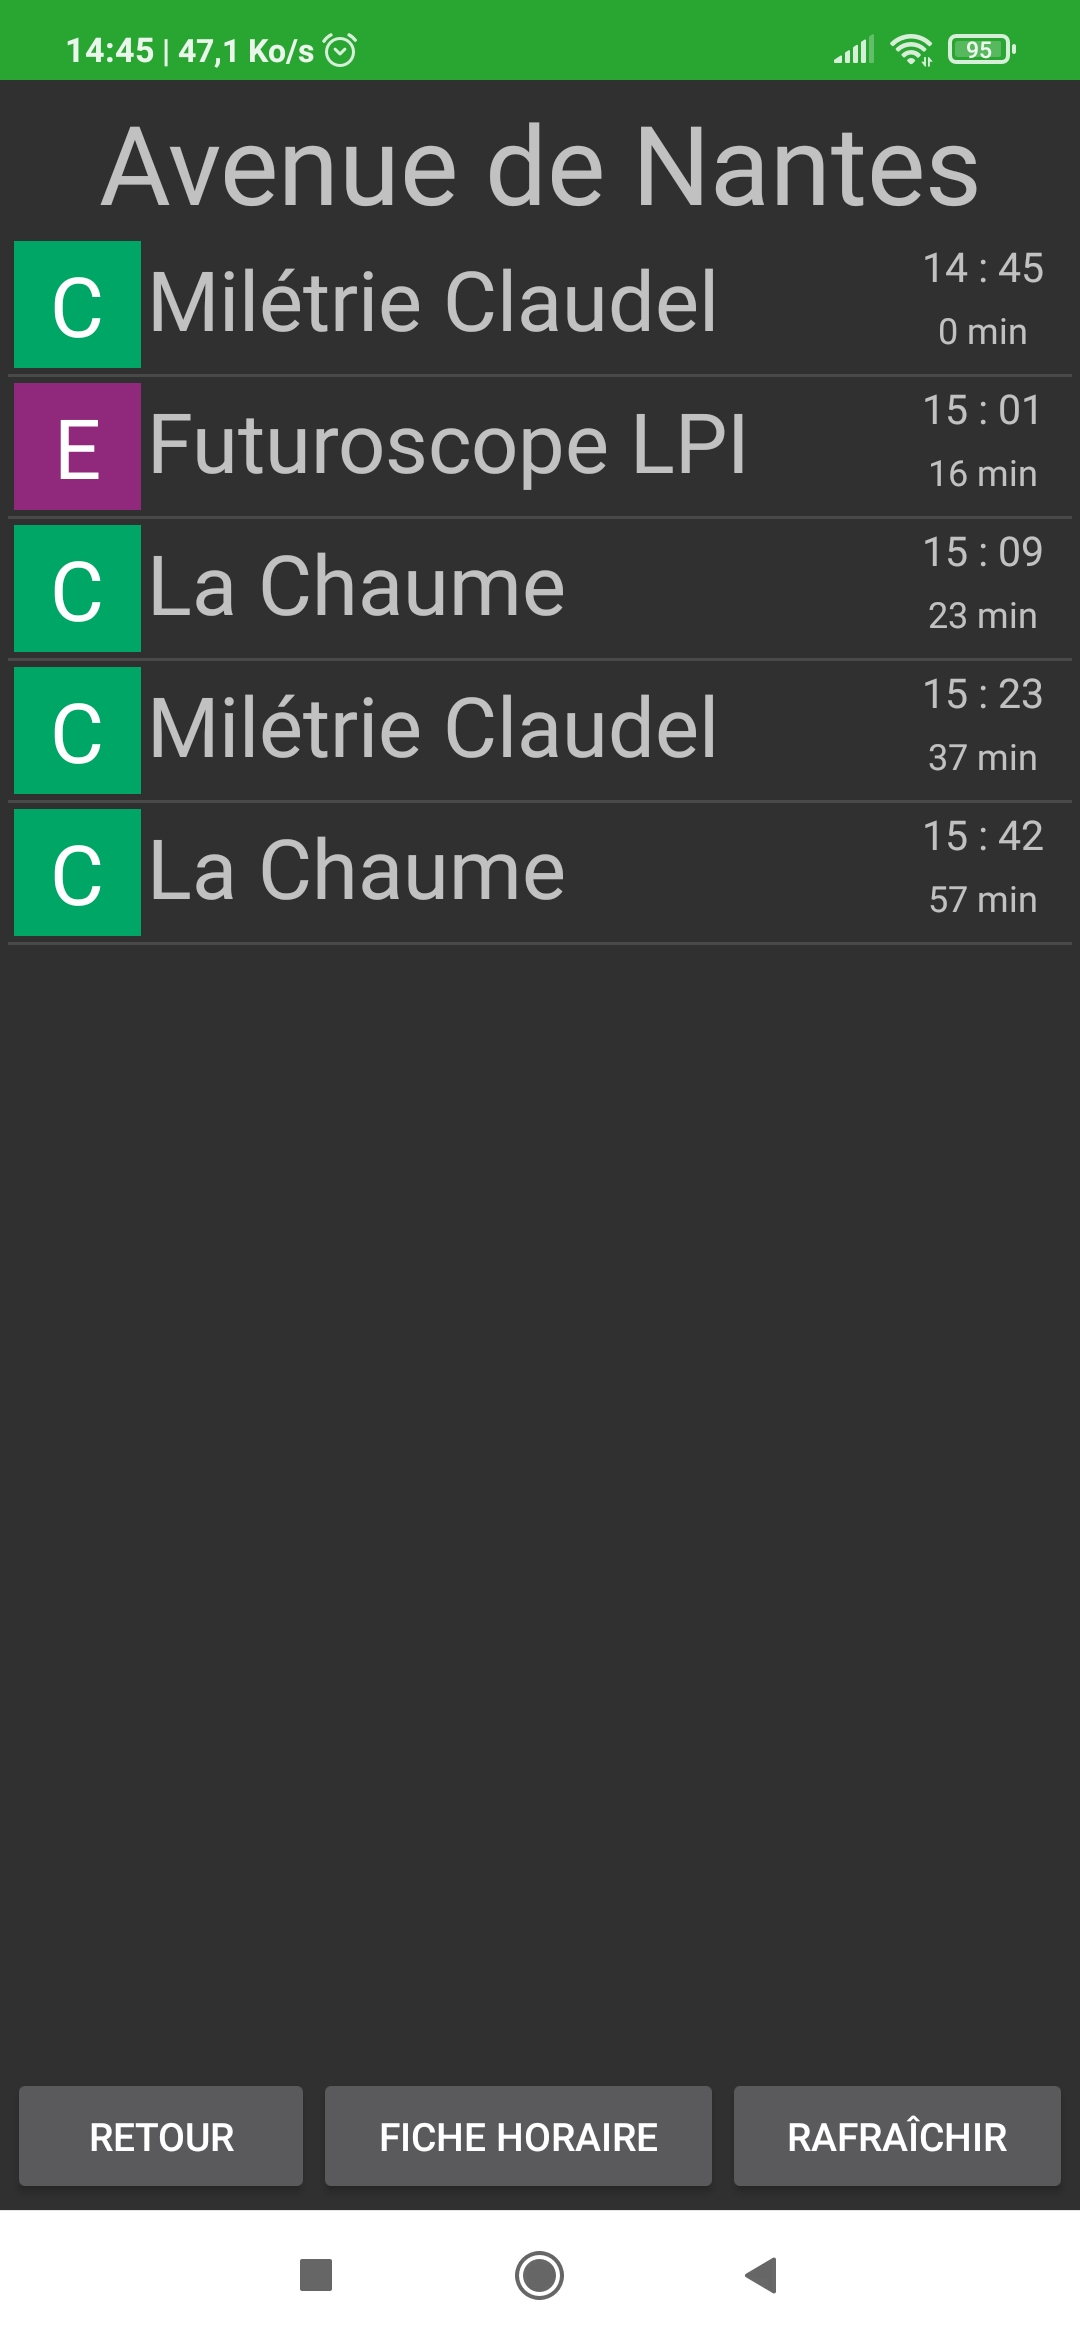 14:45 | 47,1 Ko/s
95
Avenue de Nantes
C Milétrie Claudel 14 : 45
0 min
E Futuroscope LPI 15 : 01
16 min
C La Chaume 15 : 09
23 min
C Milétrie Claudel 15 : 23
37 min
C La Chaume 15 : 42
57 min
RETOUR FICHE HORAIRE RAFRAÎCHIR